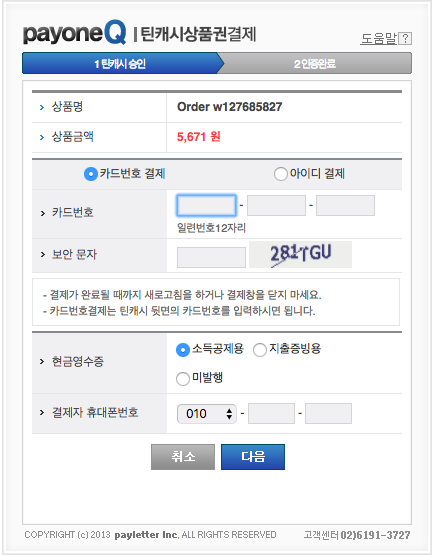 payoneQ | 틴캐시상품권결제
도움말 ?
1 틴캐시 승인 2 인증완료
상품명 Order w127685827
상품금액 5,671 원
카드번호 결제 아이디 결제
카드번호 - -
일련번호12자리
보안 문자 281TGU
- 결제가 완료될 때까지 새로고침을 하거나 결제창을 닫지 마세요.
- 카드번호결제는 틴캐시 뒷면의 카드번호를 입력하시면 됩니다.
현금영수증 소득공제용 지출증빙용
미발행
결제자 휴대폰번호 010 - -
취소 다음
COPYRIGHT (c) 2013 payletter Inc, ALL RIGHTS RESERVED 고객센터 02)6191-3727